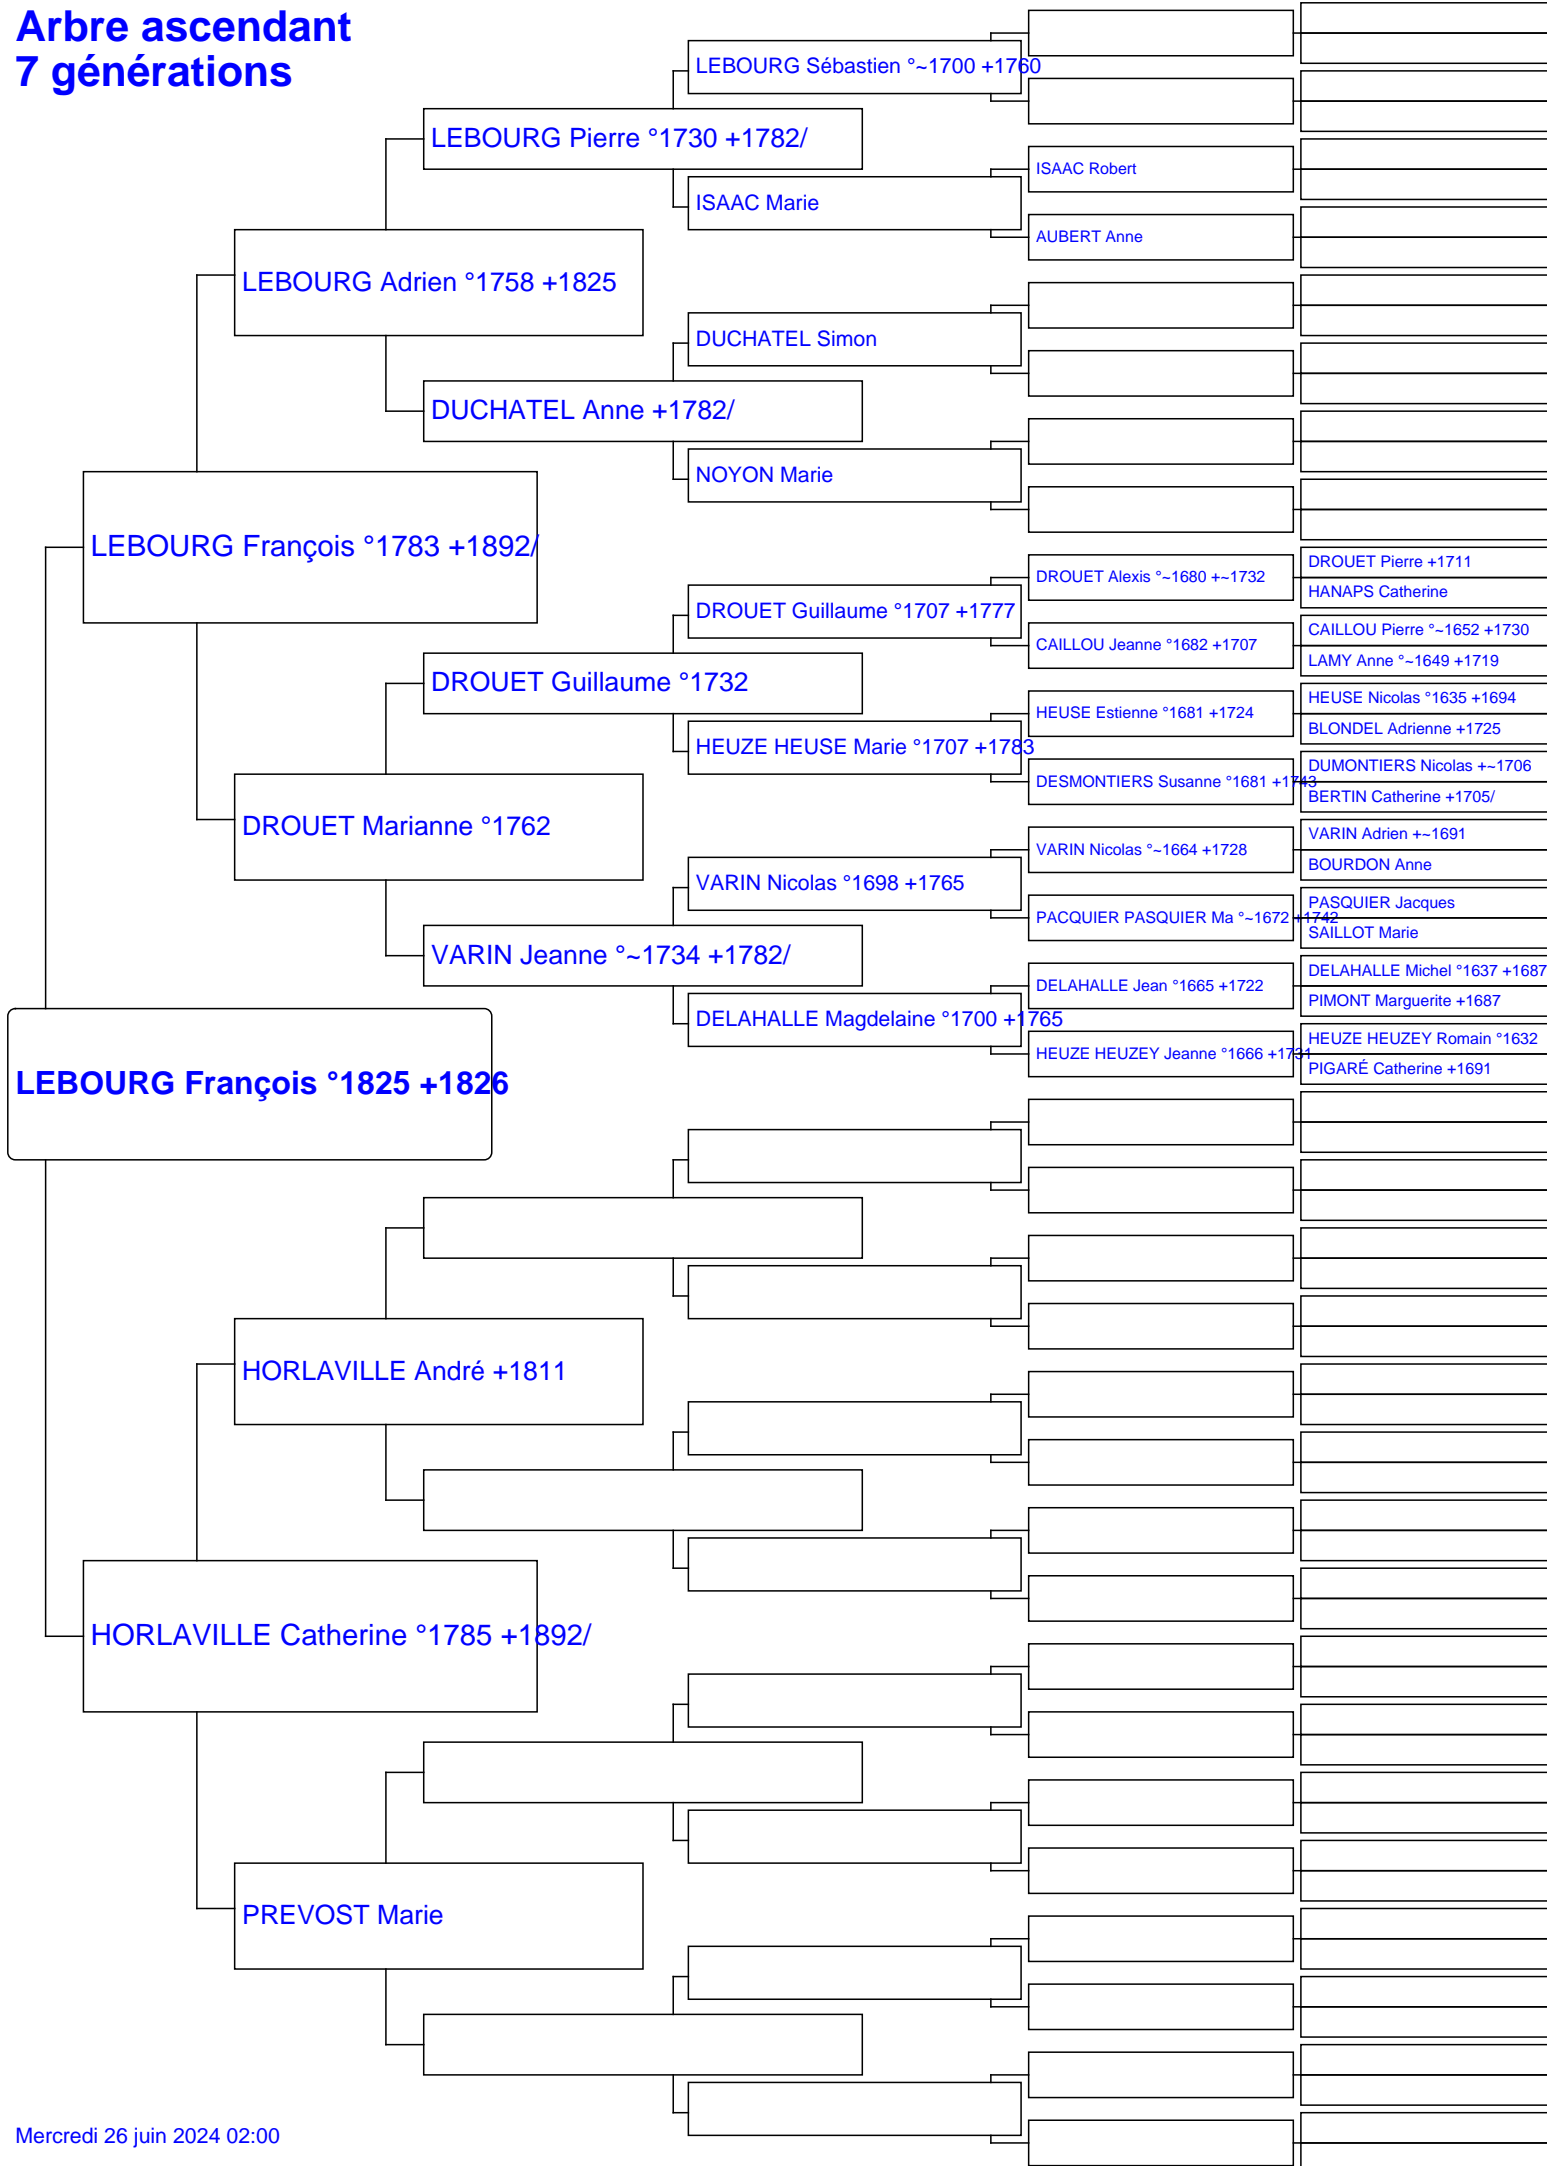 Arbre ascendant
7 générations
LEBOURG Sébastien °~1700 +1760
LEBOURG Pierre °1730 +1782/
ISAAC Robert
ISAAC Marie
AUBERT Anne
LEBOURG Adrien °1758 +1825
DUCHATEL Simon
DUCHATEL Anne +1782/
NOYON Marie
LEBOURG François °1783 +1892/
DROUET Pierre +1711
DROUET Alexis °~1680 +~1732
HANAPS Catherine
DROUET Guillaume °1707 +1777
CAILLOU Pierre °~1652 +1730
CAILLOU Jeanne °1682 +1707
LAMY Anne °~1649 +1719
DROUET Guillaume °1732
HEUSE Nicolas °1635 +1694
HEUSE Estienne °1681 +1724
BLONDEL Adrienne +1725
HEUZE HEUSE Marie °1707 +1783
DUMONTIERS Nicolas +~1706
DESMONTIERS Susanne °1681 +1743
BERTIN Catherine +1705/
DROUET Marianne °1762
VARIN Adrien +~1691
VARIN Nicolas °~1664 +1728
BOURDON Anne
VARIN Nicolas °1698 +1765
PASQUIER Jacques
PACQUIER PASQUIER Ma °~1672 +1742
SAILLOT Marie
VARIN Jeanne °~1734 +1782/
DELAHALLE Michel °1637 +1687
DELAHALLE Jean °1665 +1722
PIMONT Marguerite +1687
DELAHALLE Magdelaine °1700 +1765
HEUZE HEUZEY Romain °1632
HEUZE HEUZEY Jeanne °1666 +1731
PIGARÉ Catherine +1691
LEBOURG François °1825 +1826
HORLAVILLE André +1811
HORLAVILLE Catherine °1785 +1892/
PREVOST Marie
Mercredi 26 juin 2024 02:00